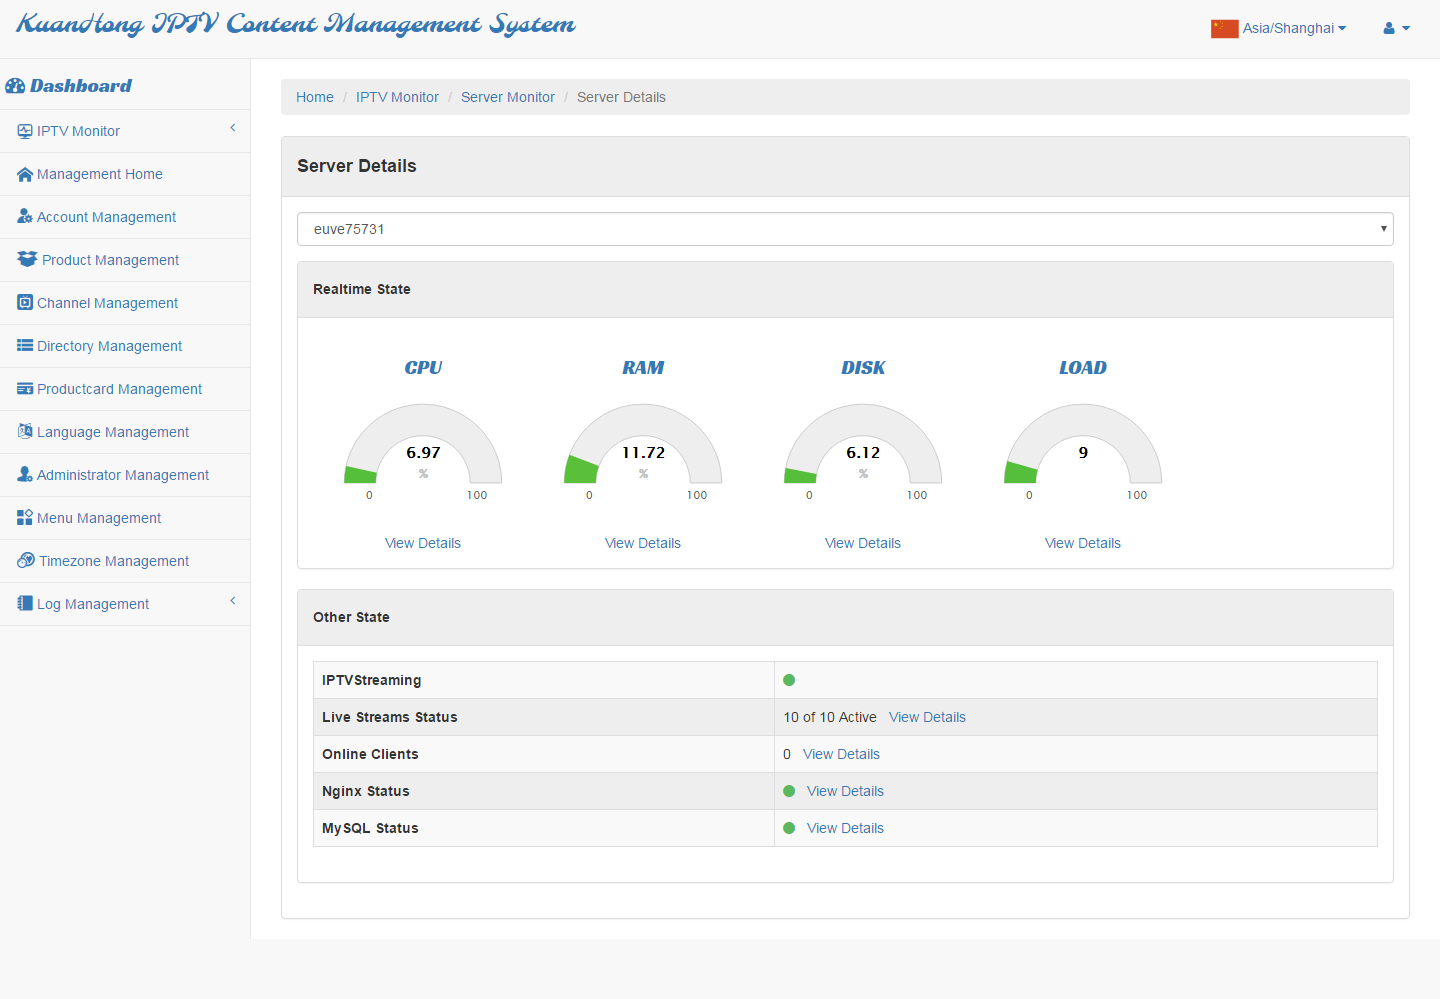 KuanHong IPTV Content Management System
Asia/Shanghai
Dashboard
IPTV Monitor
Management Home
Account Management
Product Management
Channel Management
Directory Management
Productcard Management
Language Management
Administrator Management
Menu Management
Timezone Management
Log Management
Home / IPTV Monitor / Server Monitor / Server Details
Server Details
euve75731
Realtime State
CPU
6.97
%
0 100
View Details
RAM
11.72
%
0 100
View Details
DISK
6.12
%
0 100
View Details
LOAD
9
0 100
View Details
Other State
IPTVStreaming
Live Streams Status 10 of 10 Active View Details
Online Clients 0 View Details
Nginx Status View Details
MySQL Status View Details